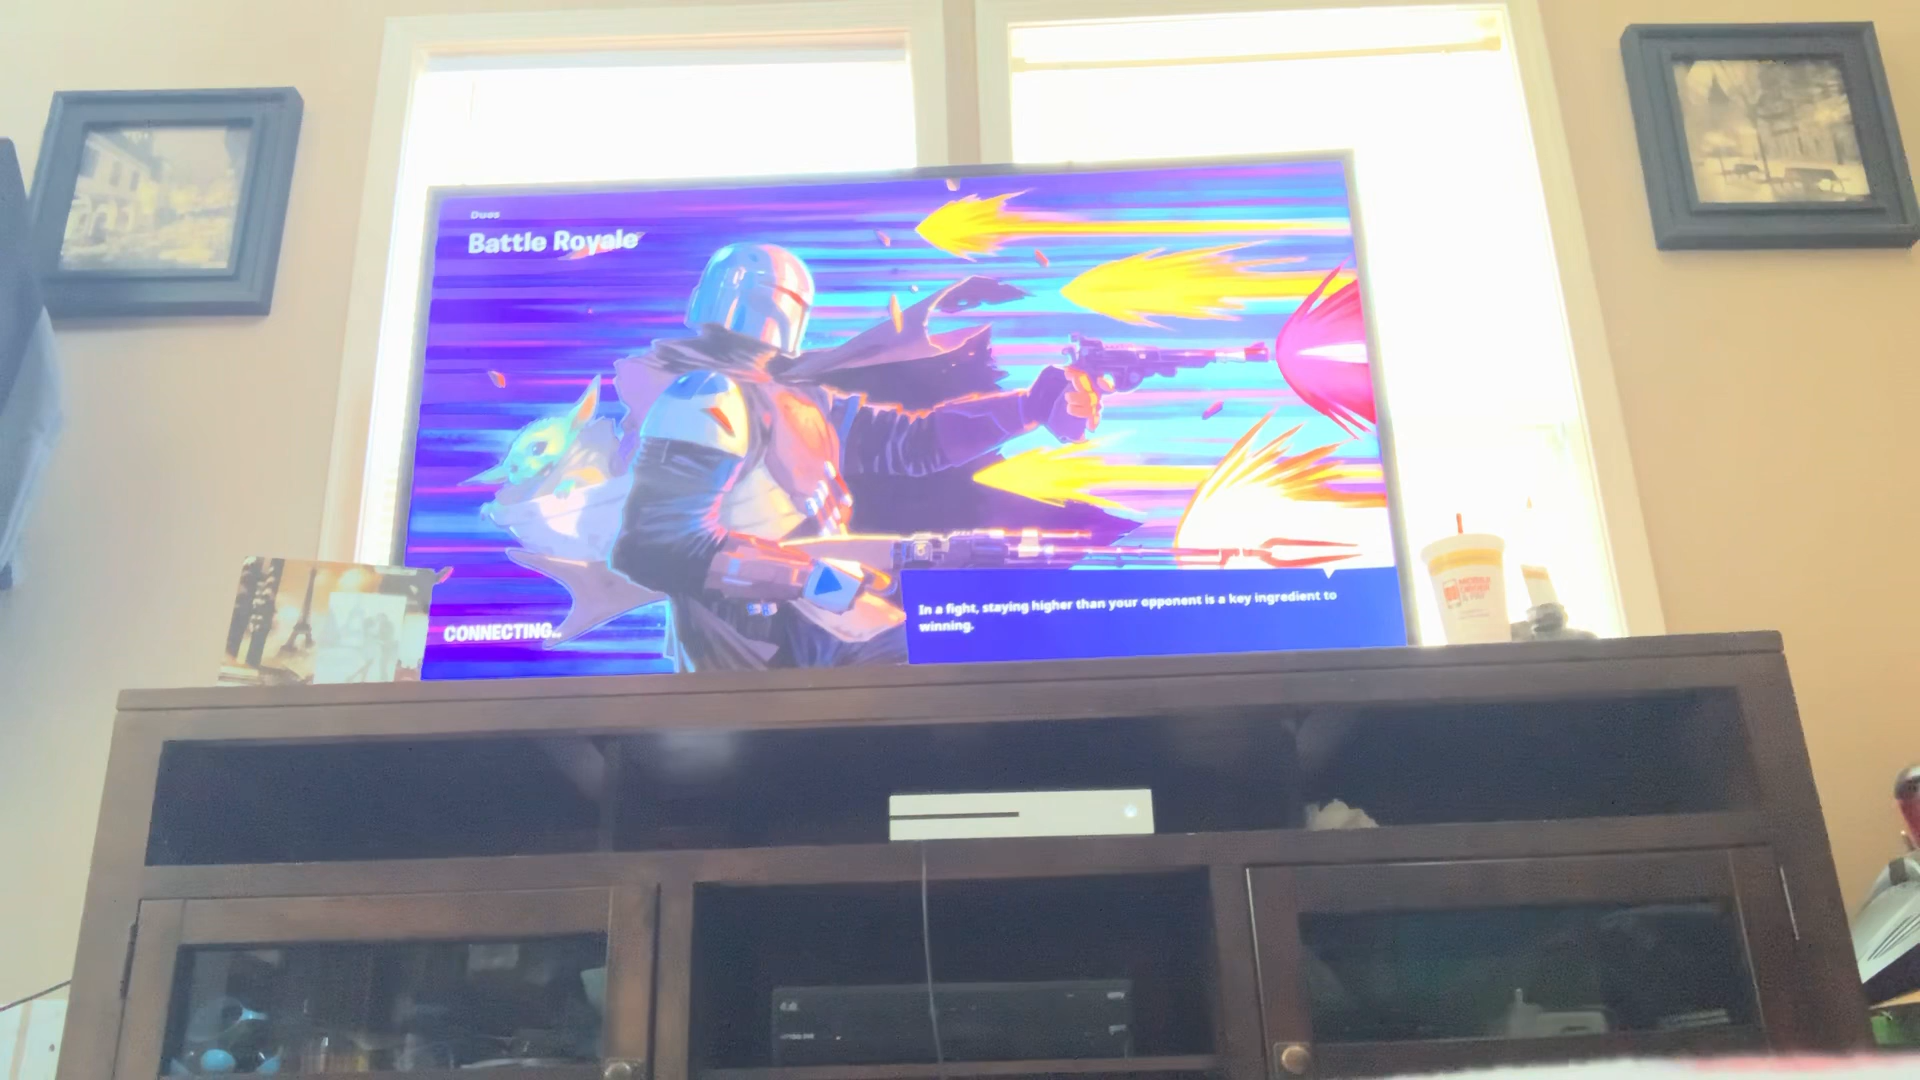 Duos
Battle Royale
CONNECTING..
In a fight, staying higher than your opponent is a key ingredient to
winning.